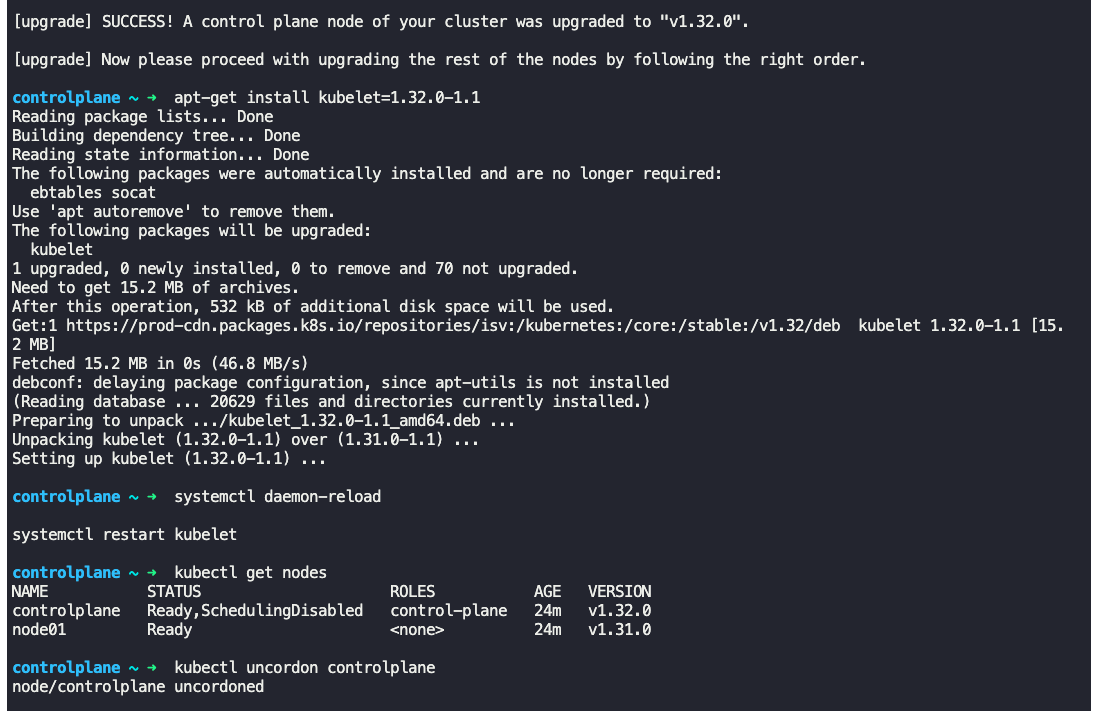 [upgrade] SUCCESS! A control plane node of your cluster was upgraded to "v1.32.0".
[upgrade] Now please proceed with upgrading the rest of the nodes by following the right order.
controlplane ~ ➜  apt-get install kubelet=1.32.0-1.1
Reading package lists... Done
Building dependency tree... Done
Reading state information... Done
The following packages were automatically installed and are no longer required:
  ebtables socat
Use 'apt autoremove' to remove them.
The following packages will be upgraded:
  kubelet
1 upgraded, 0 newly installed, 0 to remove and 70 not upgraded.
Need to get 15.2 MB of archives.
After this operation, 532 kB of additional disk space will be used.
Get:1 https://prod-cdn.packages.k8s.io/repositories/isv:/kubernetes:/core:/stable:/v1.32/deb  kubelet 1.32.0-1.1 [15.
2 MB]
Fetched 15.2 MB in 0s (46.8 MB/s)
debconf: delaying package configuration, since apt-utils is not installed
(Reading database ... 20629 files and directories currently installed.)
Preparing to unpack .../kubelet_1.32.0-1.1_amd64.deb ...
Unpacking kubelet (1.32.0-1.1) over (1.31.0-1.1) ...
Setting up kubelet (1.32.0-1.1) ...
controlplane ~ ➜  systemctl daemon-reload
systemctl restart kubelet
controlplane ~ ➜  kubectl get nodes
NAME           STATUS                     ROLES           AGE   VERSION
controlplane   Ready,SchedulingDisabled   control-plane   24m   v1.32.0
node01         Ready                      <none>          24m   v1.31.0
controlplane ~ ➜  kubectl uncordon controlplane
node/controlplane uncordoned